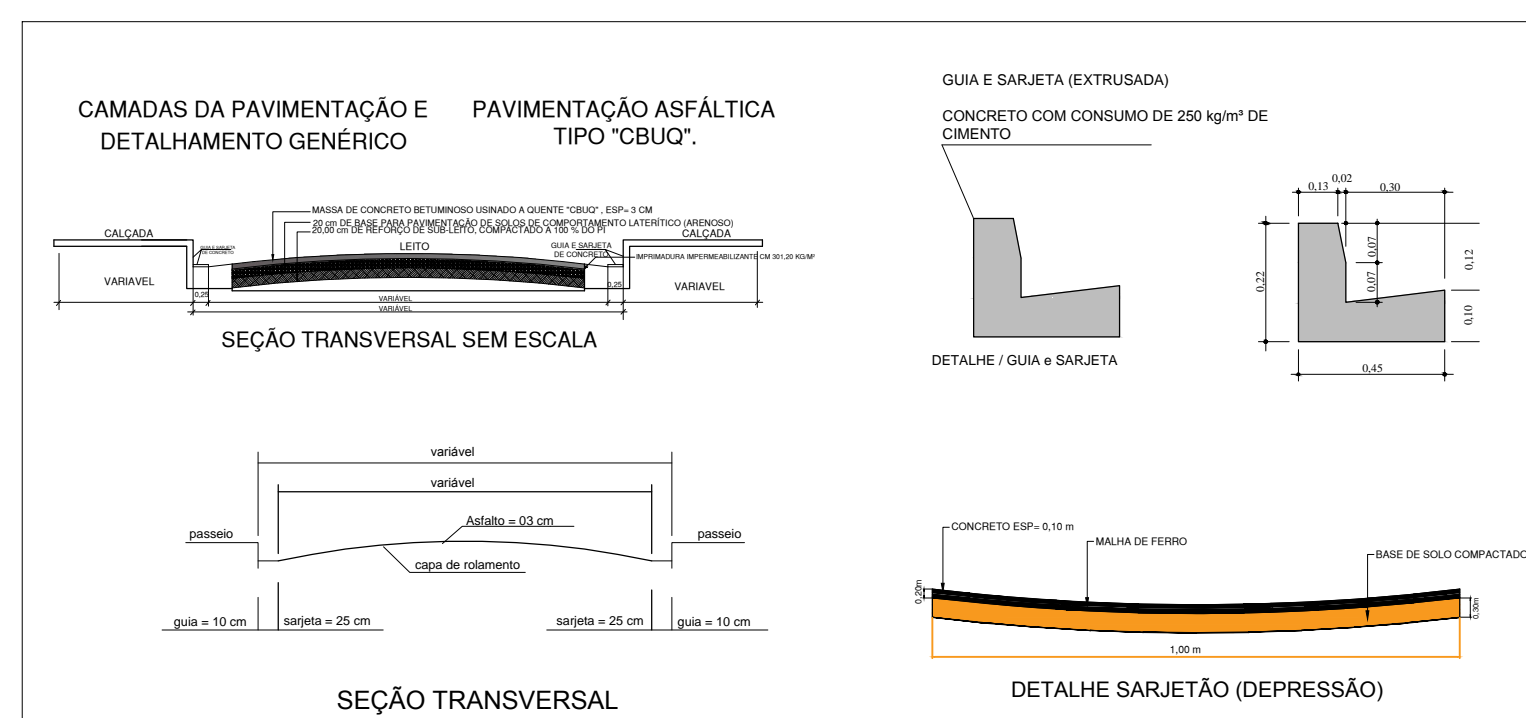 CAMADAS DA PAVIMENTAÇÃO E
DETALHAMENTO GENÉRICO
PAVIMENTAÇÃO ASFÁLTICA
TIPO "CBUQ".
MASSA DE CONCRETO BETUMINOSO USINADO A QUENTE "CBUQ" , ESP= 3 CM
20 cm DE BASE PARA PAVIMENTAÇÃO DE SOLOS DE COMPORTAMENTO LATERÍTICO (ARENOSO)
20,00 cm DE REFORÇO DE SUB-LEITO, COMPACTADO A 100 % DO PI
CALÇADA
LEITO
CALÇADA
GUIA E SARJETA
DE CONCRETO
GUIA E SARJETA
DE CONCRETO
IMPRIMADURA IMPERMEABILIZANTE CM 301,20 KG/M²
VARIAVEL
VARIAVEL
0,25
0,25
VARIÁVEL
VARIÁVEL
SEÇÃO TRANSVERSAL SEM ESCALA
variável
variável
Asfalto = 03 cm
passeio
passeio
capa de rolamento
guia = 10 cm
sarjeta = 25 cm
sarjeta = 25 cm
guia = 10 cm
SEÇÃO TRANSVERSAL
GUIA E SARJETA (EXTRUSADA)
CONCRETO COM CONSUMO DE 250 kg/m³ DE
CIMENTO
DETALHE / GUIA e SARJETA
0,13
0,02
0,30
0,22
0,07
0,07
0,12
0,10
0,45
CONCRETO ESP= 0,10 m
MALHA DE FERRO
BASE DE SOLO COMPACTADO
0,20m
0,30m
1,00 m
DETALHE SARJETÃO (DEPRESSÃO)